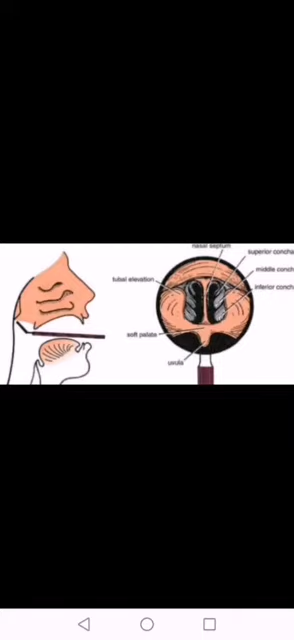 nasal septum
superior concha
middle conch
inferior conch
tubal elevation
soft palate
uvula